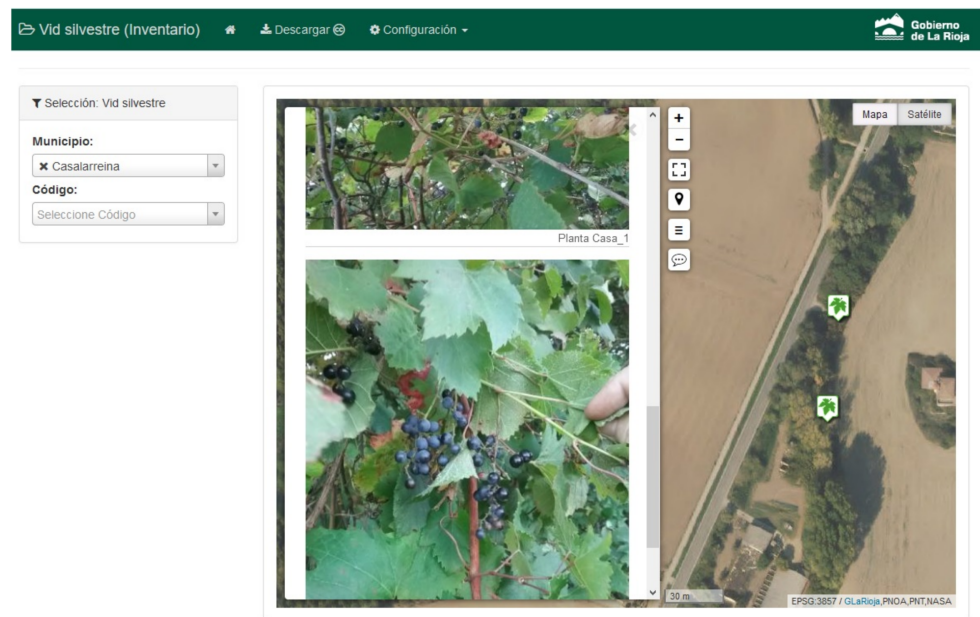 Vid silvestre (Inventario)
Descargar
Configuración
Gobierno
de La Rioja
Selección: Vid silvestre
Municipio:
× Casalarreina
Código:
Seleccione Código
Planta Casa_1
+
−
Mapa
Satélite
30 m
EPSG:3857 / GLaRioja,PNOA,PNT,NASA